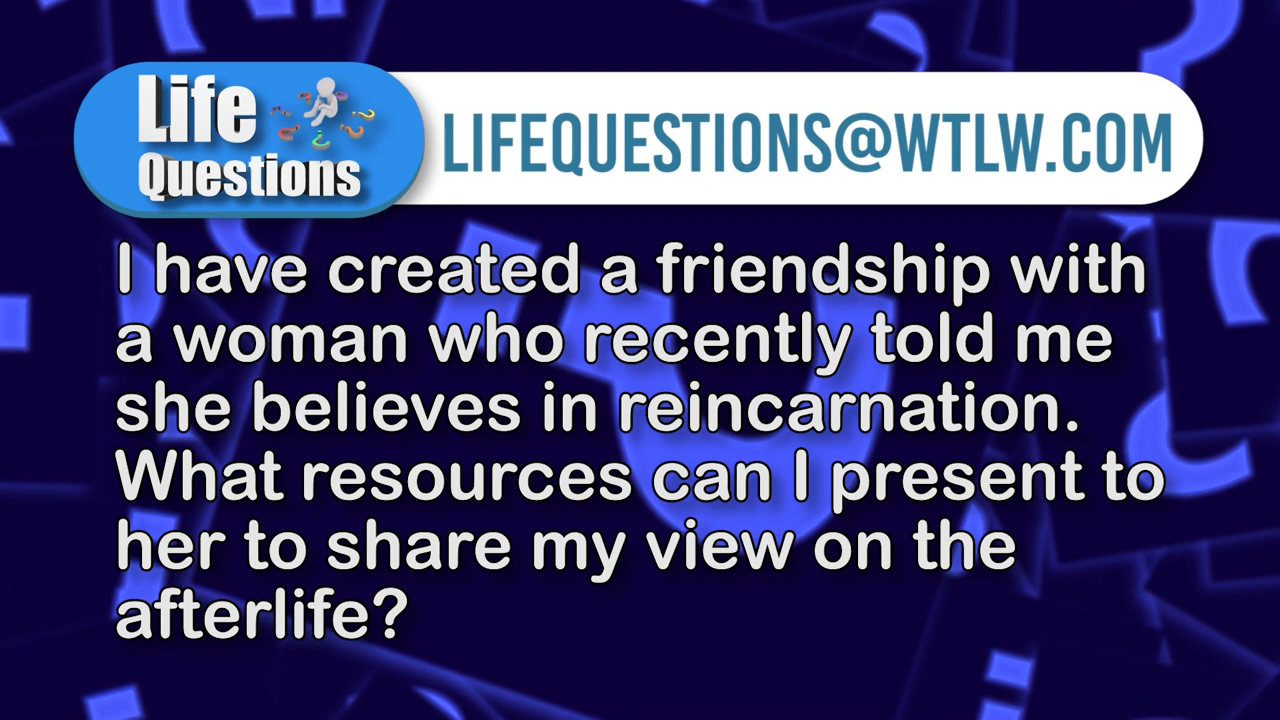 Life
Questions
LIFEQUESTIONS@WTLW.COM
I have created a friendship with
a woman who recently told me
she believes in reincarnation.
What resources can I present to
her to share my view on the
afterlife?